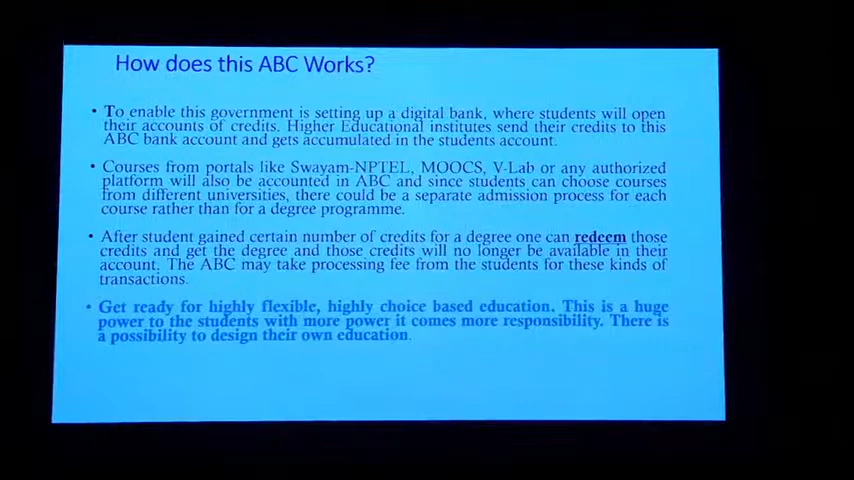 How does this ABC Works?
• To enable this government is setting up a digital bank, where students will open
their accounts of credits. Higher Educational institutes send their credits to this
ABC bank account and gets accumulated in the students account.
• Courses from portals like Swayam-NPTEL, MOOCS, V-Lab or any authorized
platform will also be accounted in ABC and since students can choose courses
from different universities, there could be a separate admission process for each
course rather than for a degree programme.
• After student gained certain number of credits for a degree one can redeem those
credits and get the degree and those credits will no longer be available in their
account. The ABC may take processing fee from the students for these kinds of
transactions.
• Get ready for highly flexible, highly choice based education. This is a huge
power to the students with more power it comes more responsibility. There is
a possibility to design their own education.